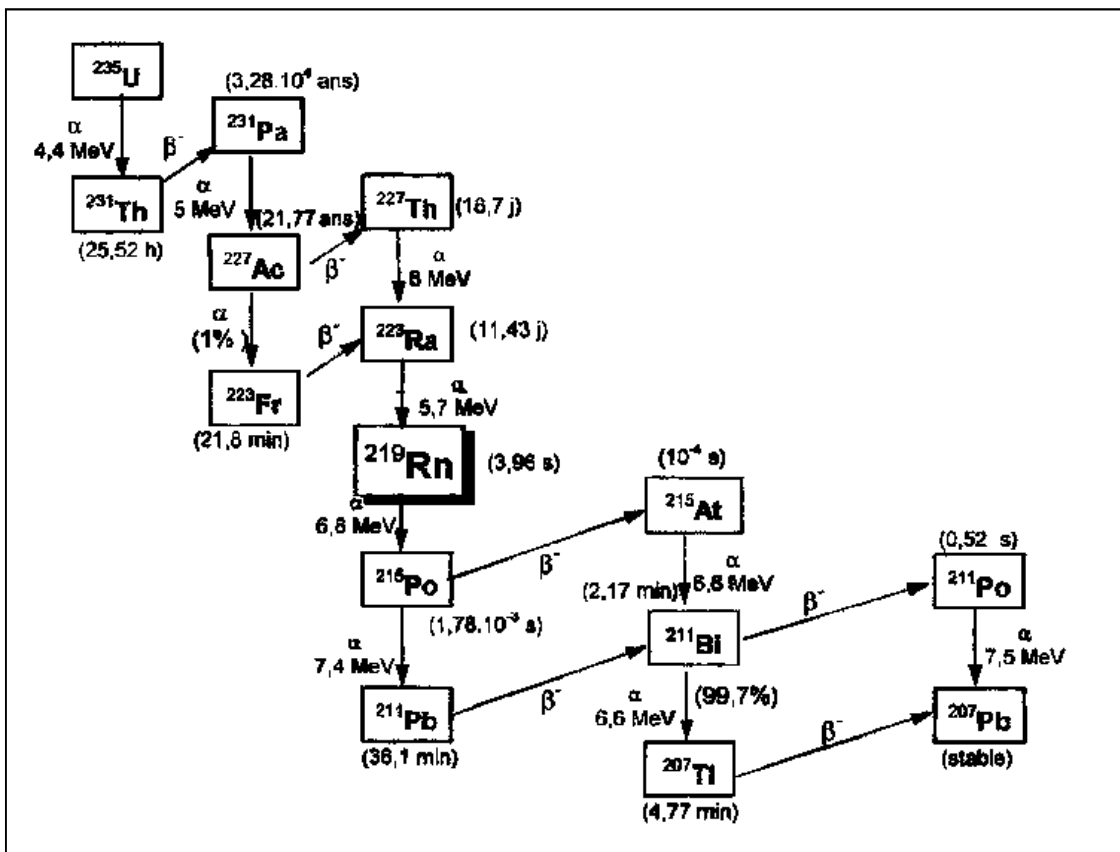 ²³⁵U
(3,28.10⁴ ans)
²³¹Pa
α
4,4 MeV
β⁻
²³¹Th
(25,52 h)
α
5 MeV
(21,77 ans)
²²⁷Th
(18,7 j)
²²⁷Ac
β⁻
α
6 MeV
α
(1% )
β⁻
²²³Ra
(11,43 j)
²²³Fr
(21,8 min)
α
5,7 MeV
²¹⁹Rn
(3,96 s)
(10⁻⁴ s)
²¹⁵At
α
6,8 MeV
β⁻
²¹⁵Po
(1,78.10⁻³ s)
α
6,8 MeV
(2,17 min)
(0,52 s)
²¹¹Po
β⁻
²¹¹Bi
α
7,4 MeV
β⁻
α
7,5 MeV
²¹¹Pb
(36,1 min)
α
6,6 MeV
(99,7%)
β⁻
²⁰⁷Pb
(stable)
²⁰⁷Tl
(4,77 min)